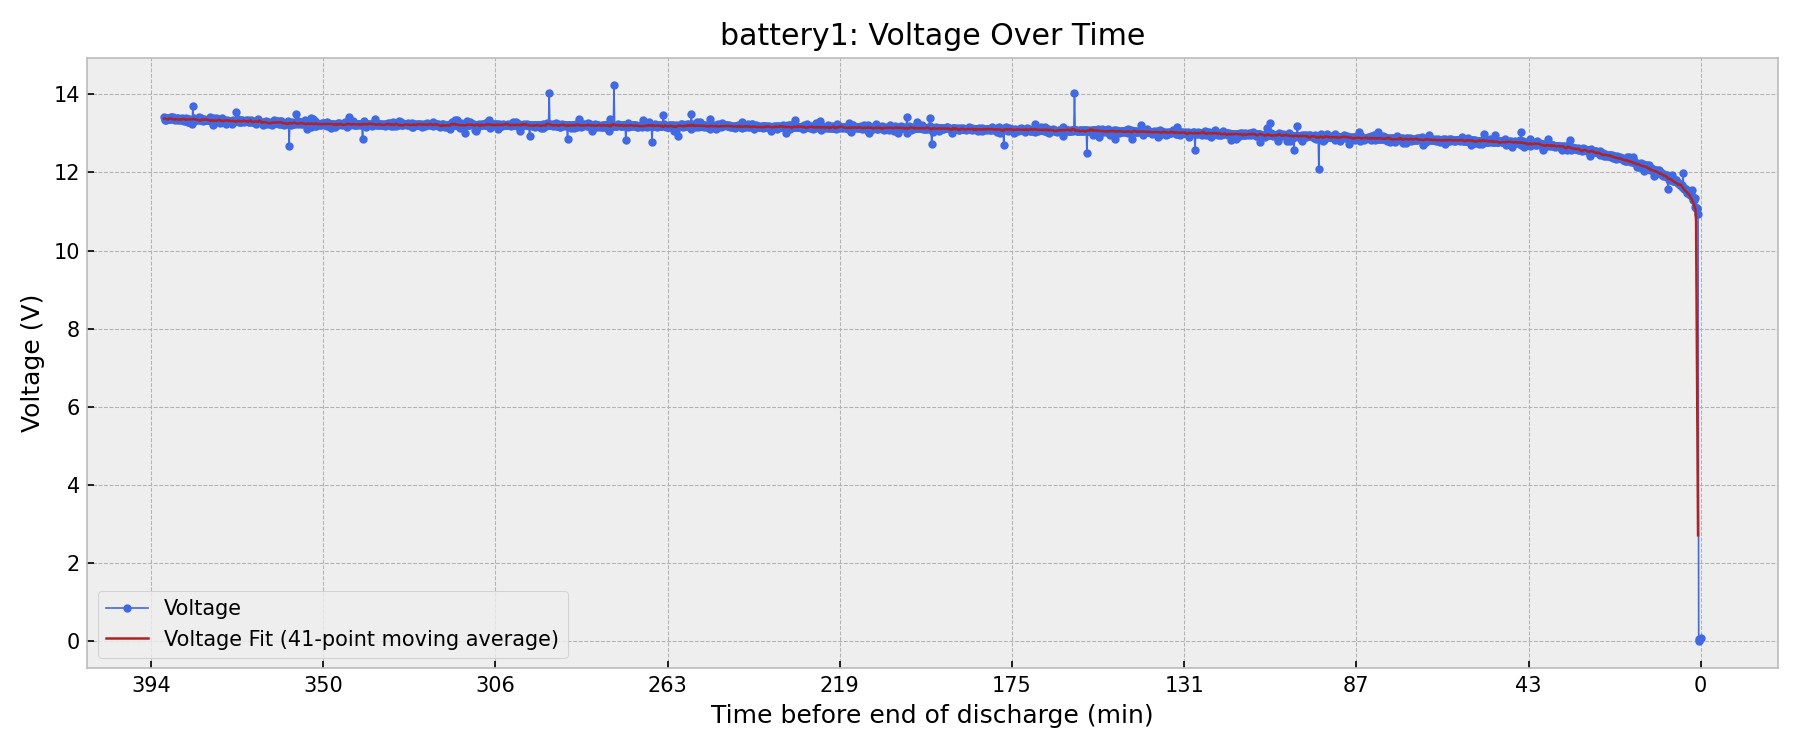 battery1: Voltage Over Time
Voltage (V)
14
12
10
8
6
4
2
0
Voltage
Voltage Fit (41-point moving average)
394 350 306 263 219 175 131 87 43 0
Time before end of discharge (min)